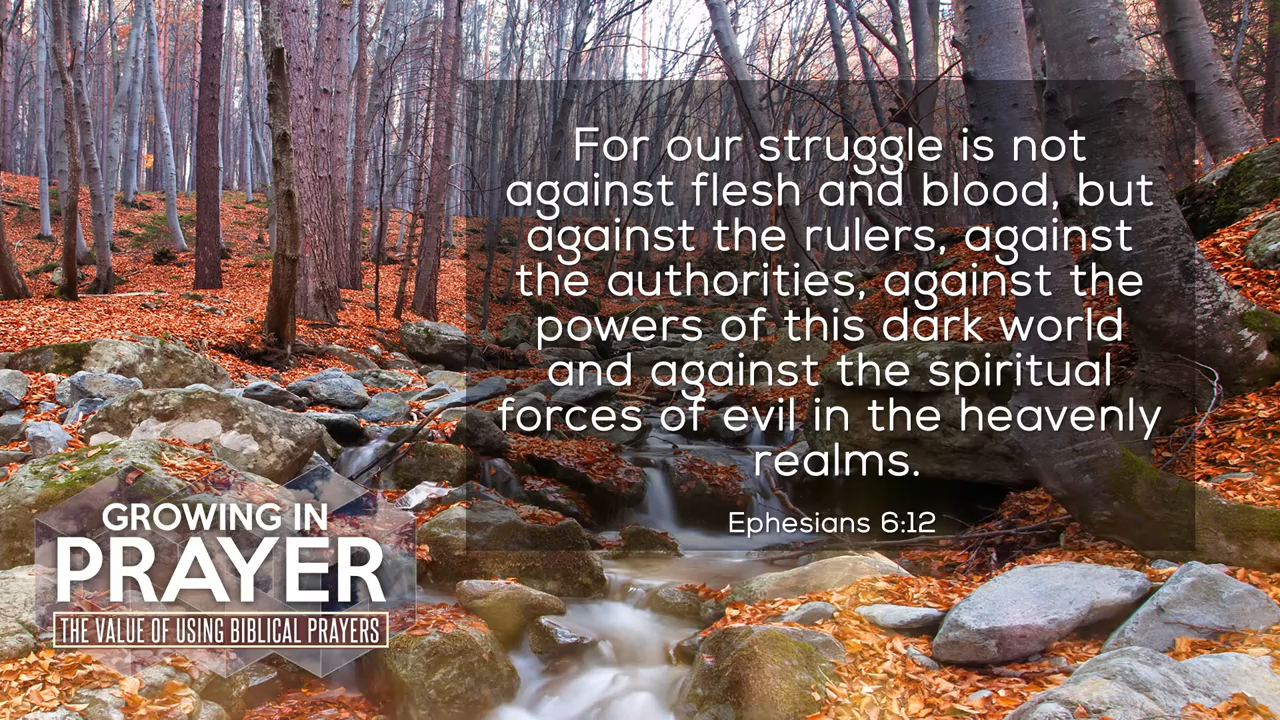 For our struggle is not
against flesh and blood, but
against the rulers, against
the authorities, against the
powers of this dark world
and against the spiritual
forces of evil in the heavenly
realms.
Ephesians 6:12
GROWING IN
PRAYER
THE VALUE OF USING BIBLICAL PRAYERS